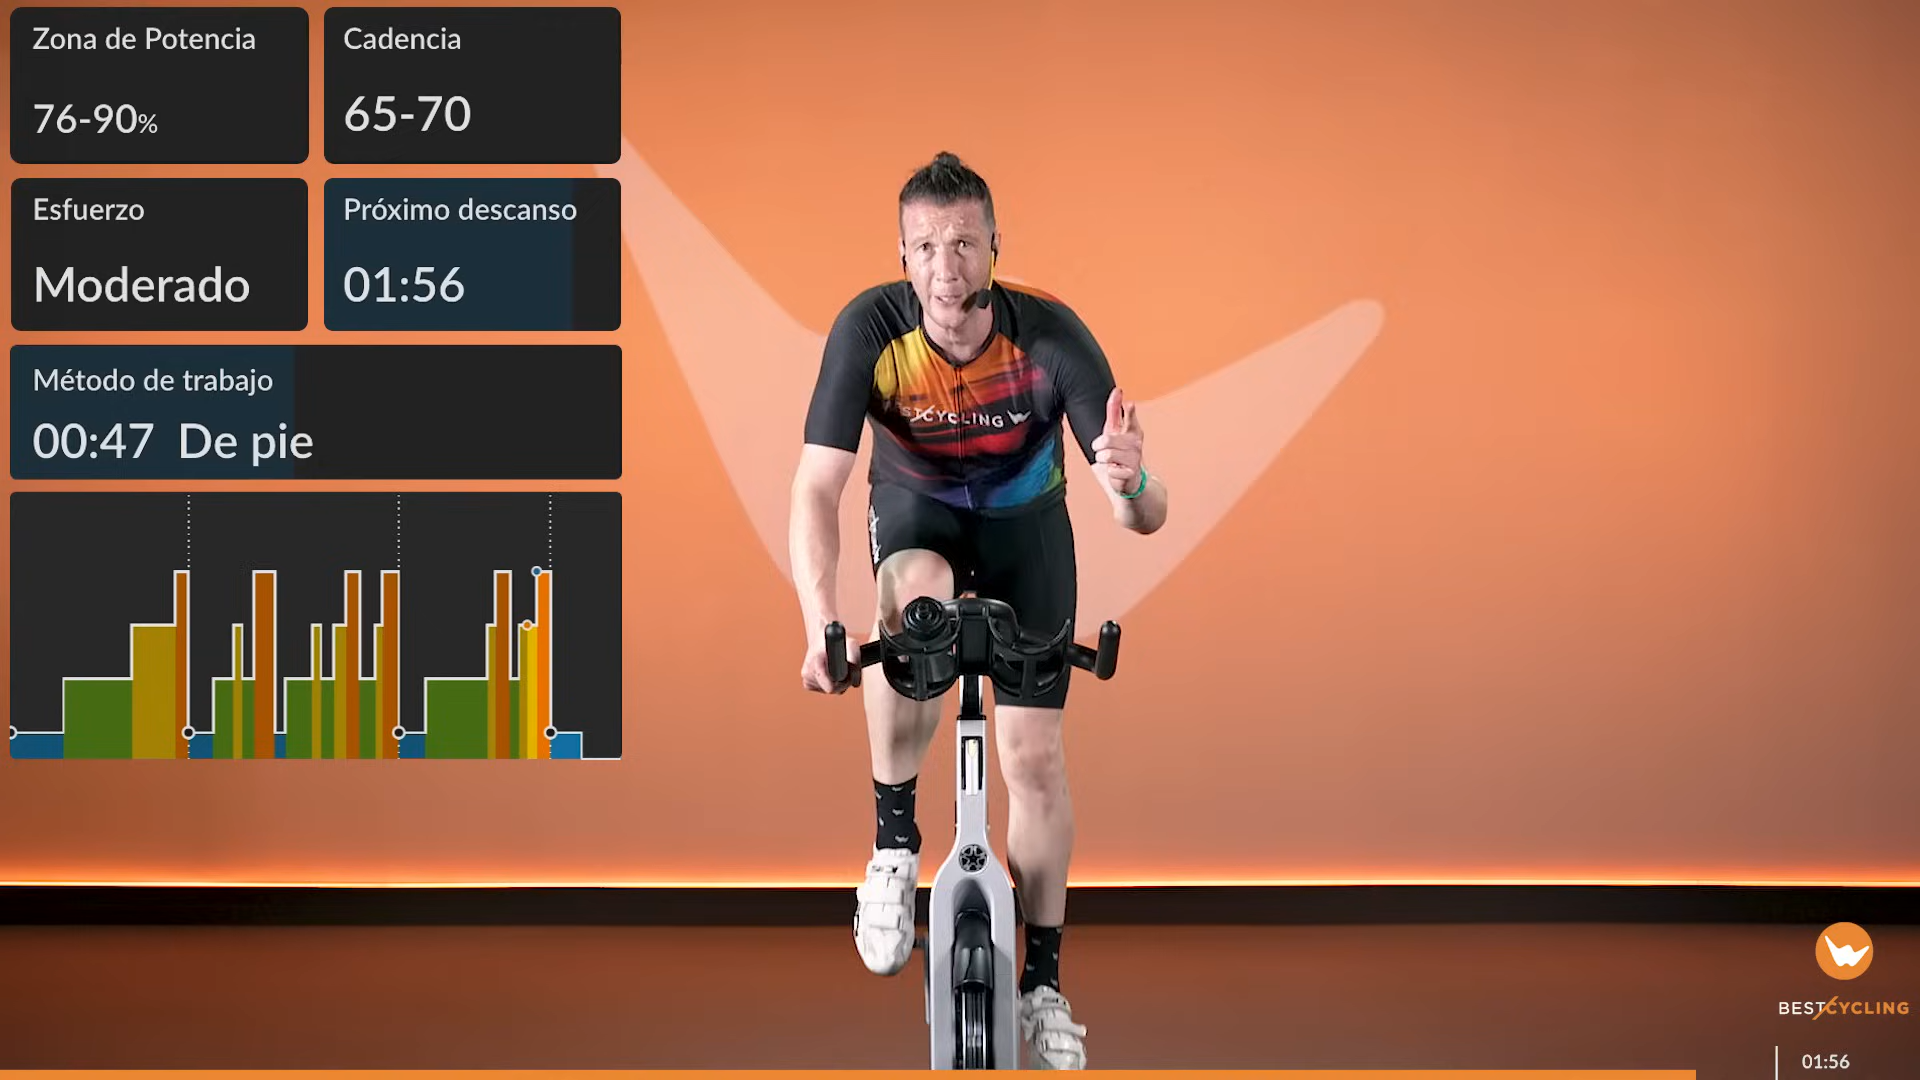 Zona de Potencia
76-90%
Cadencia
65-70
Esfuerzo
Moderado
Próximo descanso
01:56
Método de trabajo
00:47 De pie
STCYCLING
BESTCYCLING
01:56